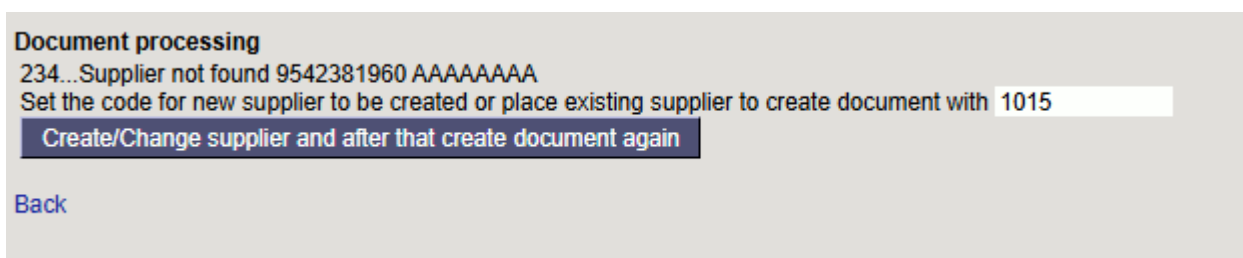 Document processing
234...Supplier not found 9542381960 AAAAAAAA
Set the code for new supplier to be created or place existing supplier to create document with 1015
Create/Change supplier and after that create document again
Back